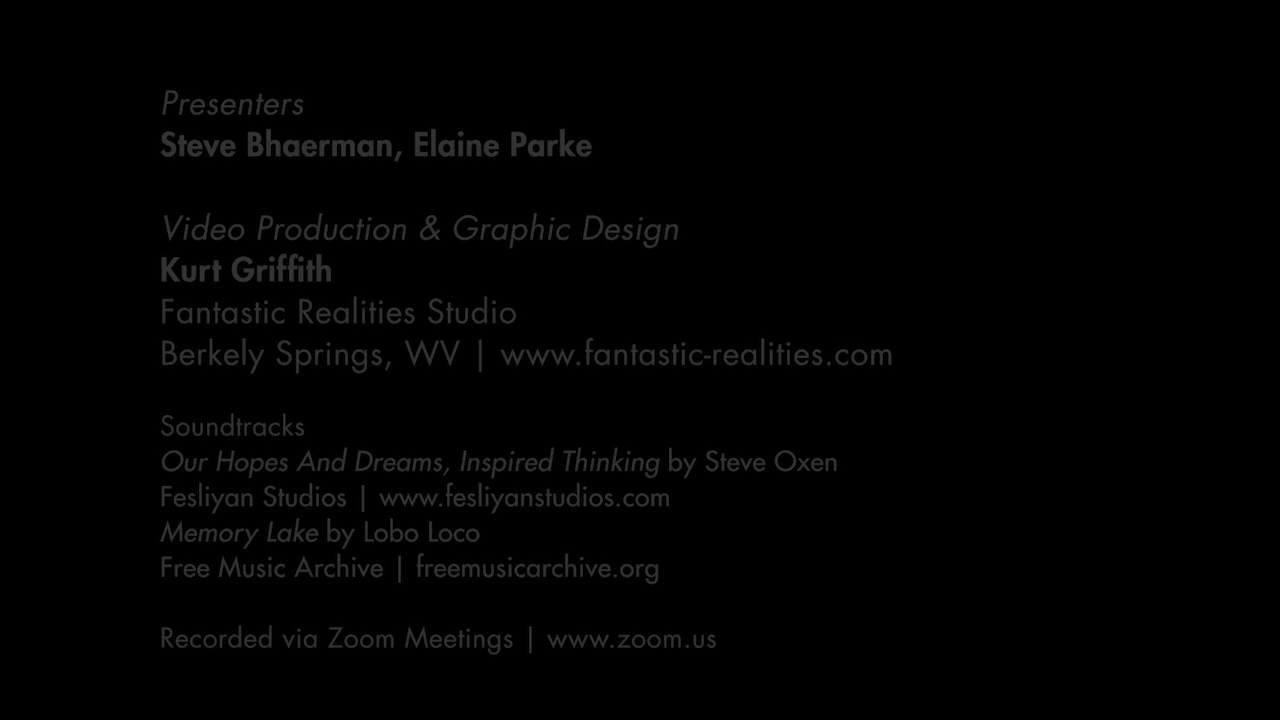 Presenters
Steve Bhaerman, Elaine Parke
Video Production & Graphic Design
Kurt Griffith
Fantastic Realities Studio
Berkely Springs, WV | www.fantastic-realities.com
Soundtracks
Our Hopes And Dreams, Inspired Thinking by Steve Oxen
Fesliyan Studios | www.fesliyanstudios.com
Memory Lake by Lobo Loco
Free Music Archive | freemusicarchive.org
Recorded via Zoom Meetings | www.zoom.us